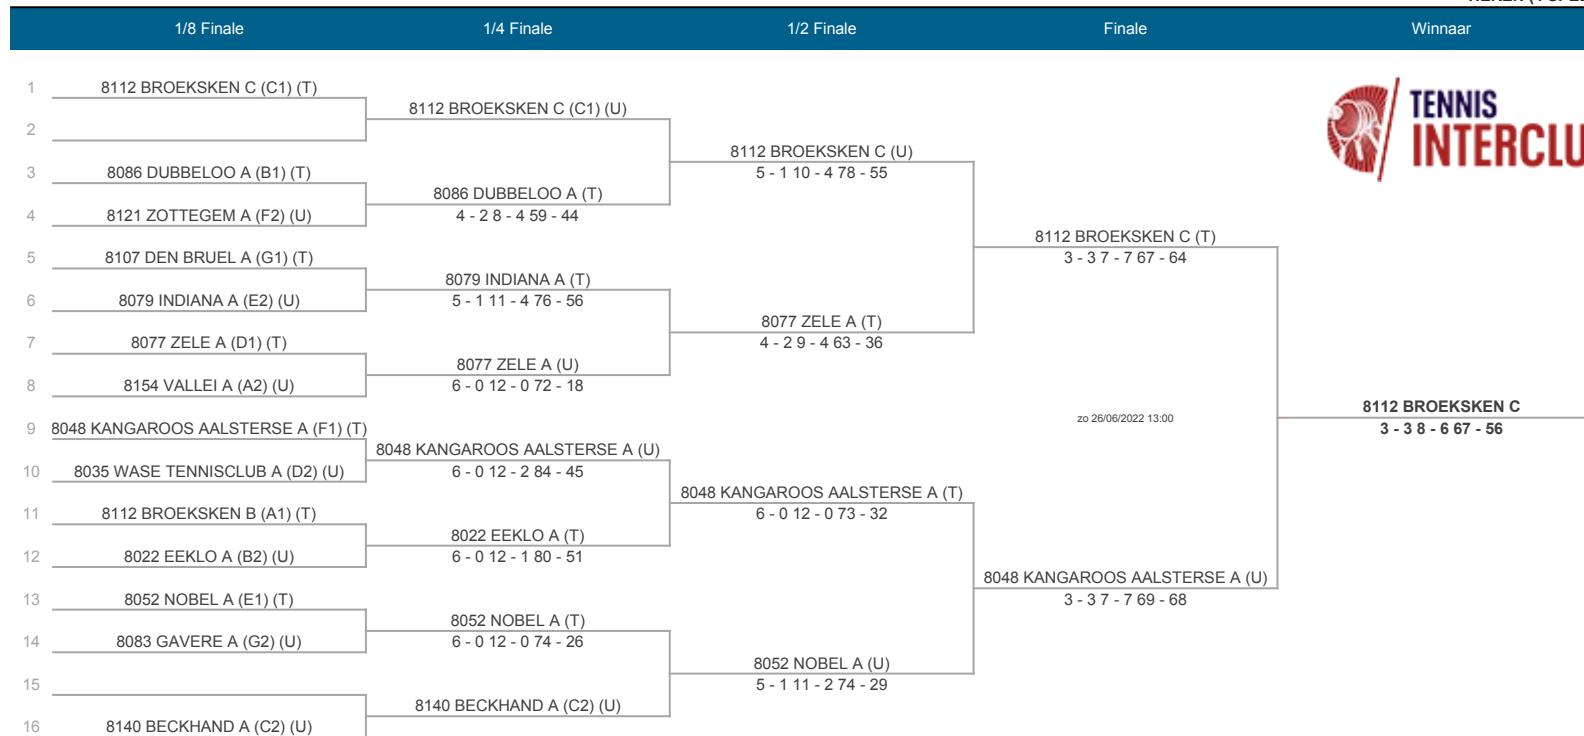 1/8 Finale 1/4 Finale 1/2 Finale Finale Winnaar
1 8112 BROEKSKEN C (C1) (T)
8112 BROEKSKEN C (C1) (U)
2
8112 BROEKSKEN C (U)
3 8086 DUBBELOO A (B1) (T)
5 - 1 10 - 4 78 - 55
8086 DUBBELOO A (T)
4 8121 ZOTTEGEM A (F2) (U)
4 - 2 8 - 4 59 - 44
8112 BROEKSKEN C (T)
5 8107 DEN BRUEL A (G1) (T)
3 - 3 7 - 7 67 - 64
8079 INDIANA A (T)
6 8079 INDIANA A (E2) (U)
5 - 1 11 - 4 76 - 56
8077 ZELE A (T)
7 8077 ZELE A (D1) (T)
4 - 2 9 - 4 63 - 36
8077 ZELE A (U)
8 8154 VALLEI A (A2) (U)
6 - 0 12 - 0 72 - 18
8112 BROEKSKEN C
zo 26/06/2022 13:00
9 8048 KANGAROOS AALSTERSE A (F1) (T)
3 - 3 8 - 6 67 - 56
8048 KANGAROOS AALSTERSE A (U)
10 8035 WASE TENNISCLUB A (D2) (U)
6 - 0 12 - 2 84 - 45
8048 KANGAROOS AALSTERSE A (T)
11 8112 BROEKSKEN B (A1) (T)
6 - 0 12 - 0 73 - 32
8022 EEKLO A (T)
12 8022 EEKLO A (B2) (U)
6 - 0 12 - 1 80 - 51
8048 KANGAROOS AALSTERSE A (U)
13 8052 NOBEL A (E1) (T)
3 - 3 7 - 7 69 - 68
8052 NOBEL A (T)
14 8083 GAVERE A (G2) (U)
6 - 0 12 - 0 74 - 26
8052 NOBEL A (U)
15
5 - 1 11 - 2 74 - 29
8140 BECKHAND A (C2) (U)
16 8140 BECKHAND A (C2) (U)
TENNIS
INTERCLU